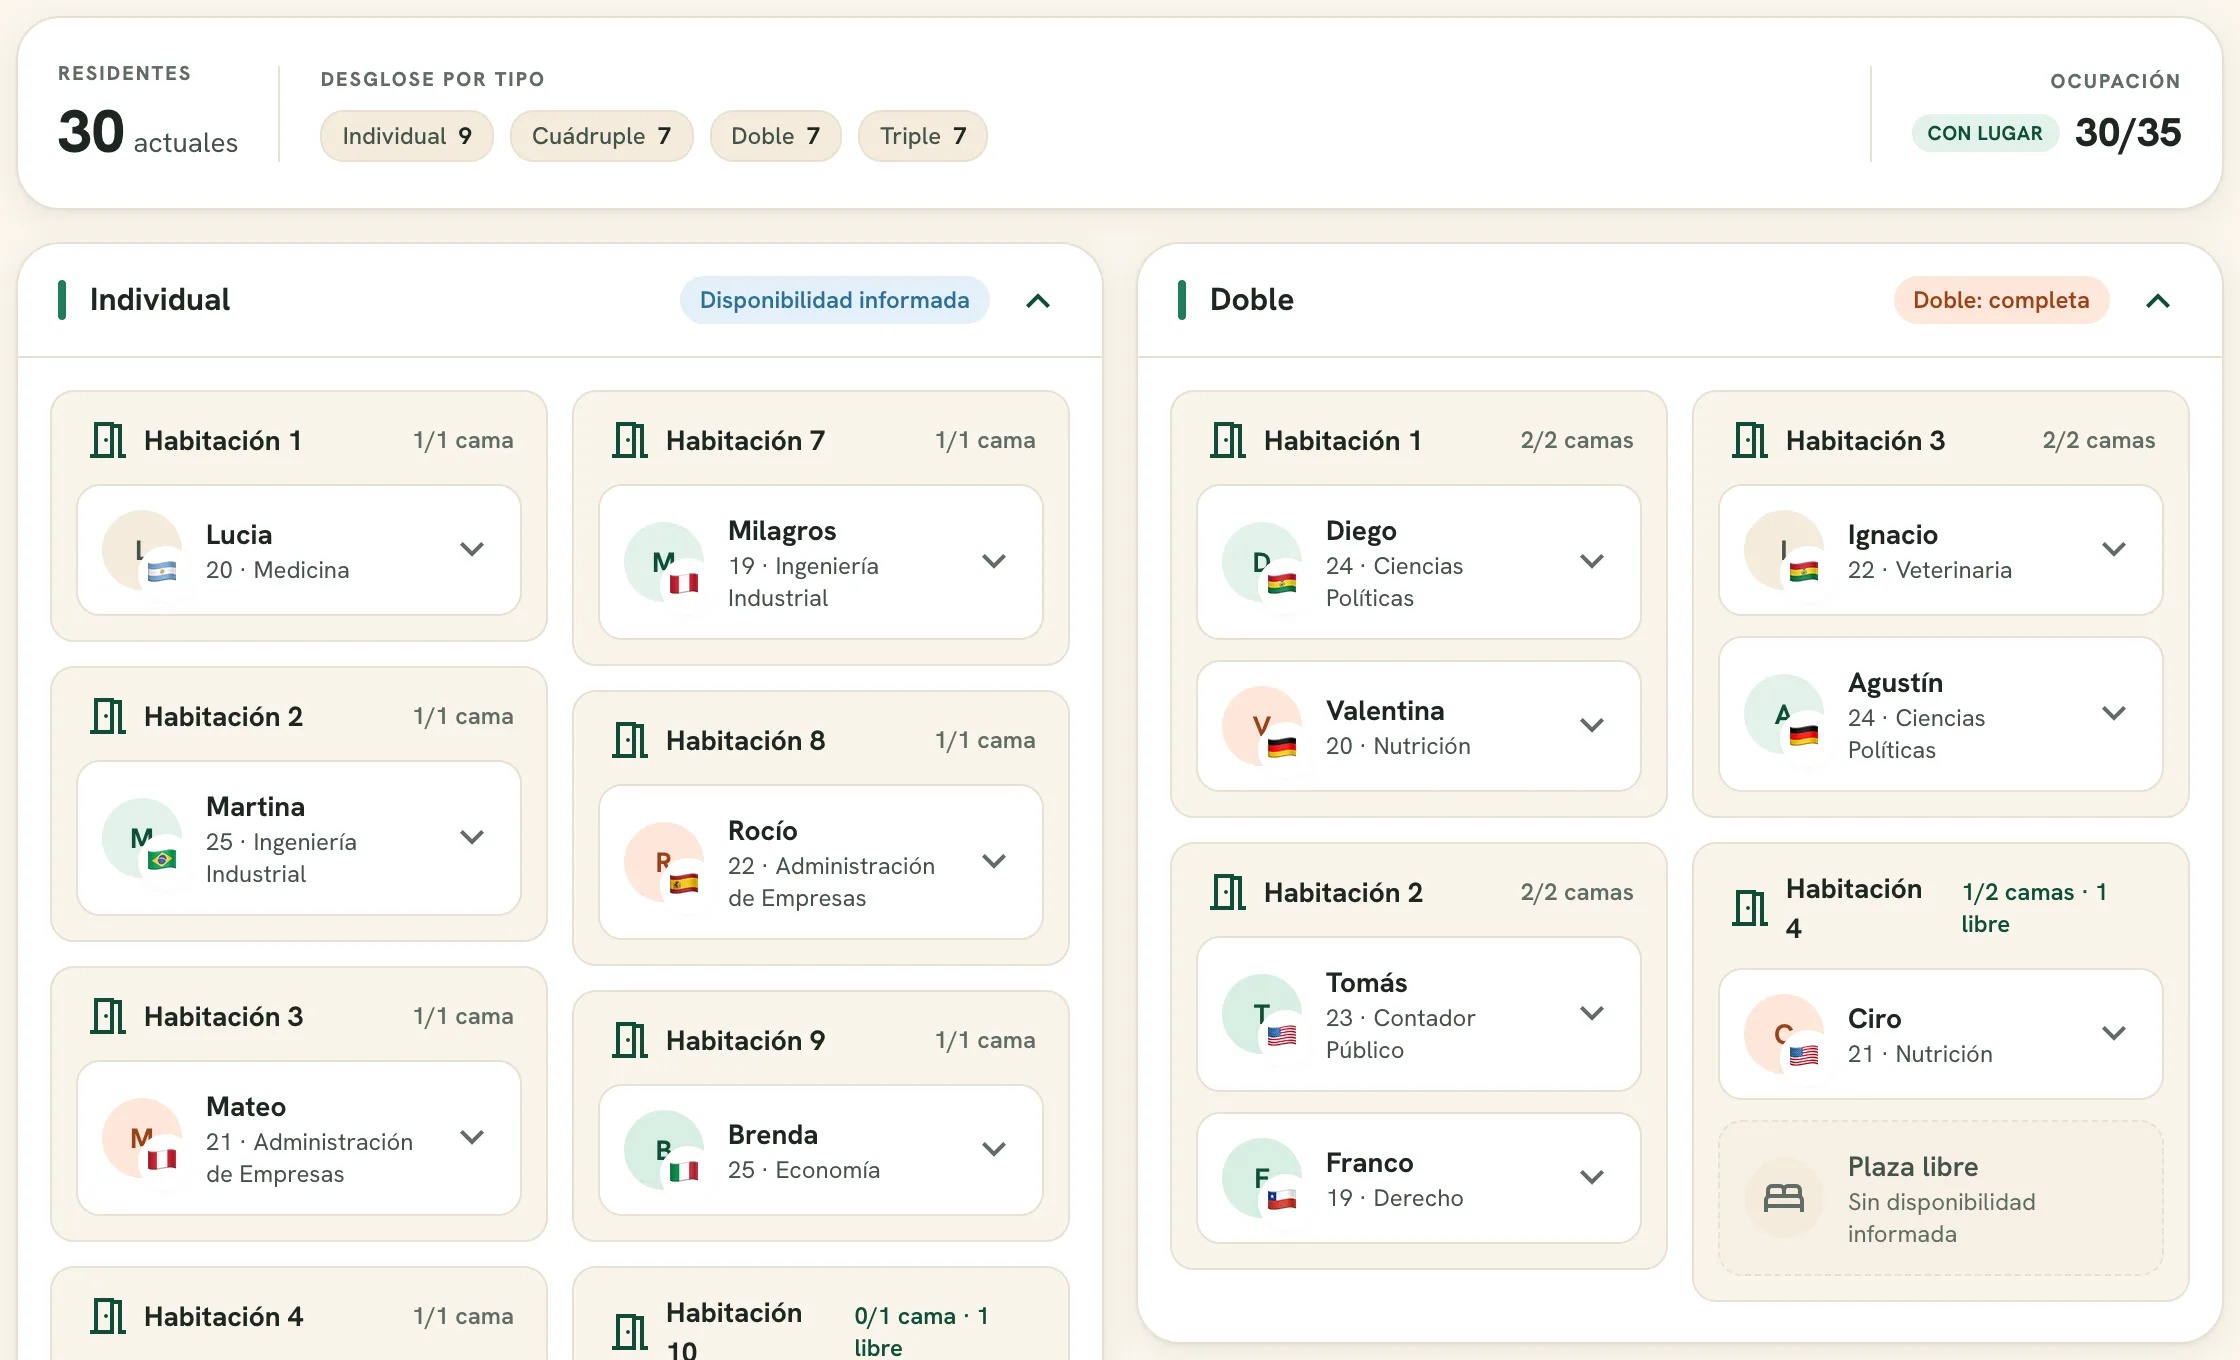 RESIDENTES
30 actuales
DESGLOSE POR TIPO
Individual 9
Cuádruple 7
Doble 7
Triple 7
OCUPACIÓN
CON LUGAR 30/35
Individual
Disponibilidad informada
Habitación 1
1/1 cama
L
Lucia
20 · Medicina
Habitación 2
1/1 cama
M
Martina
25 · Ingeniería
Industrial
Habitación 3
1/1 cama
M
Mateo
21 · Administración
de Empresas
Habitación 4
1/1 cama
Habitación 7
1/1 cama
M
Milagros
19 · Ingeniería
Industrial
Habitación 8
1/1 cama
R
Rocío
22 · Administración
de Empresas
Habitación 9
1/1 cama
B
Brenda
25 · Economía
Habitación
10
0/1 cama · 1
libre
Doble
Doble: completa
Habitación 1
2/2 camas
D
Diego
24 · Ciencias
Políticas
V
Valentina
20 · Nutrición
Habitación 2
2/2 camas
T
Tomás
23 · Contador
Público
F
Franco
19 · Derecho
Habitación 3
2/2 camas
I
Ignacio
22 · Veterinaria
A
Agustín
24 · Ciencias
Políticas
Habitación
4
1/2 camas · 1
libre
C
Ciro
21 · Nutrición
Plaza libre
Sin disponibilidad
informada